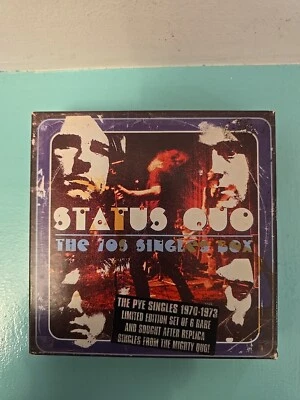 STATUS QUO
THE 70S SINGLES BOX
THE PYE SINGLES 1970-1973
LIMITED EDITION SET OF 6 RARE
AND SOUGHT AFTER REPLICA
SINGLES FROM THE MIGHTY QUO!